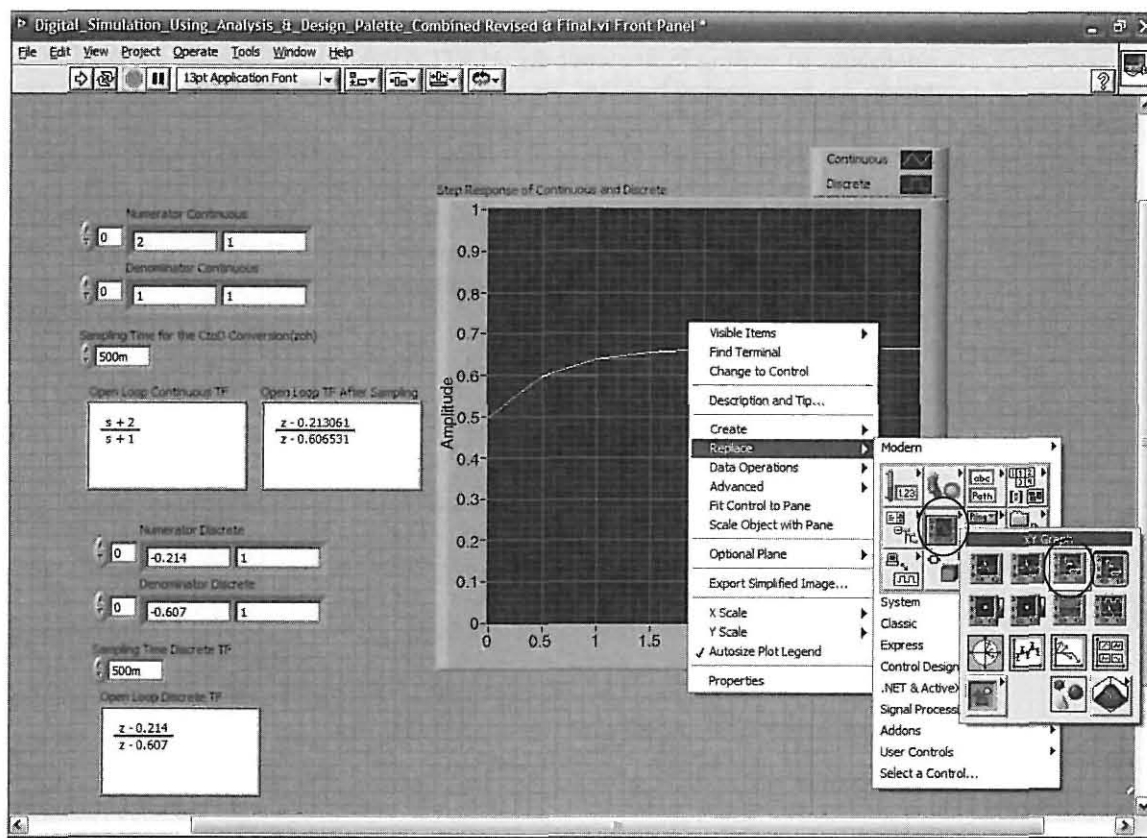 Digital_Simulation_Using_Analysis_&_Design_Palette_Combined Revised & Final.vi Front Panel *
File Edit View Project Operate Tools Window Help
13pt Application Font
?
Continuous
Discrete
Step Response of Continuous and Discrete
Numerator Continuous
0 2 1
Denominator Continuous
0 1 1
Sampling Time for the CtoD Conversion(zoh)
500m
Open Loop Continuous TF
s + 2
s + 1
Open Loop TF After Sampling
z - 0.213061
z - 0.606531
Numerator Discrete
0 -0.214 1
Denominator Discrete
0 -0.607 1
Sampling Time Discrete TF
500m
Open Loop Discrete TF
z - 0.214
z - 0.607
Amplitude
1
0.9
0.8
0.7
0.6
0.5
0.4
0.3
0.2
0.1
0
0 0.5 1 1.5
Visible Items
Find Terminal
Change to Control
Description and Tip...
Create
Replace
Data Operations
Advanced
Fit Control to Pane
Scale Object with Pane
Optional Plane
Export Simplified Image...
X Scale
Y Scale
Autosize Plot Legend
Properties
Modern
1.23
abc
Path
Ring
XY Graph
System
Classic
Express
Control Design
.NET & ActiveX
Signal Process
Addons
User Controls
Select a Control...